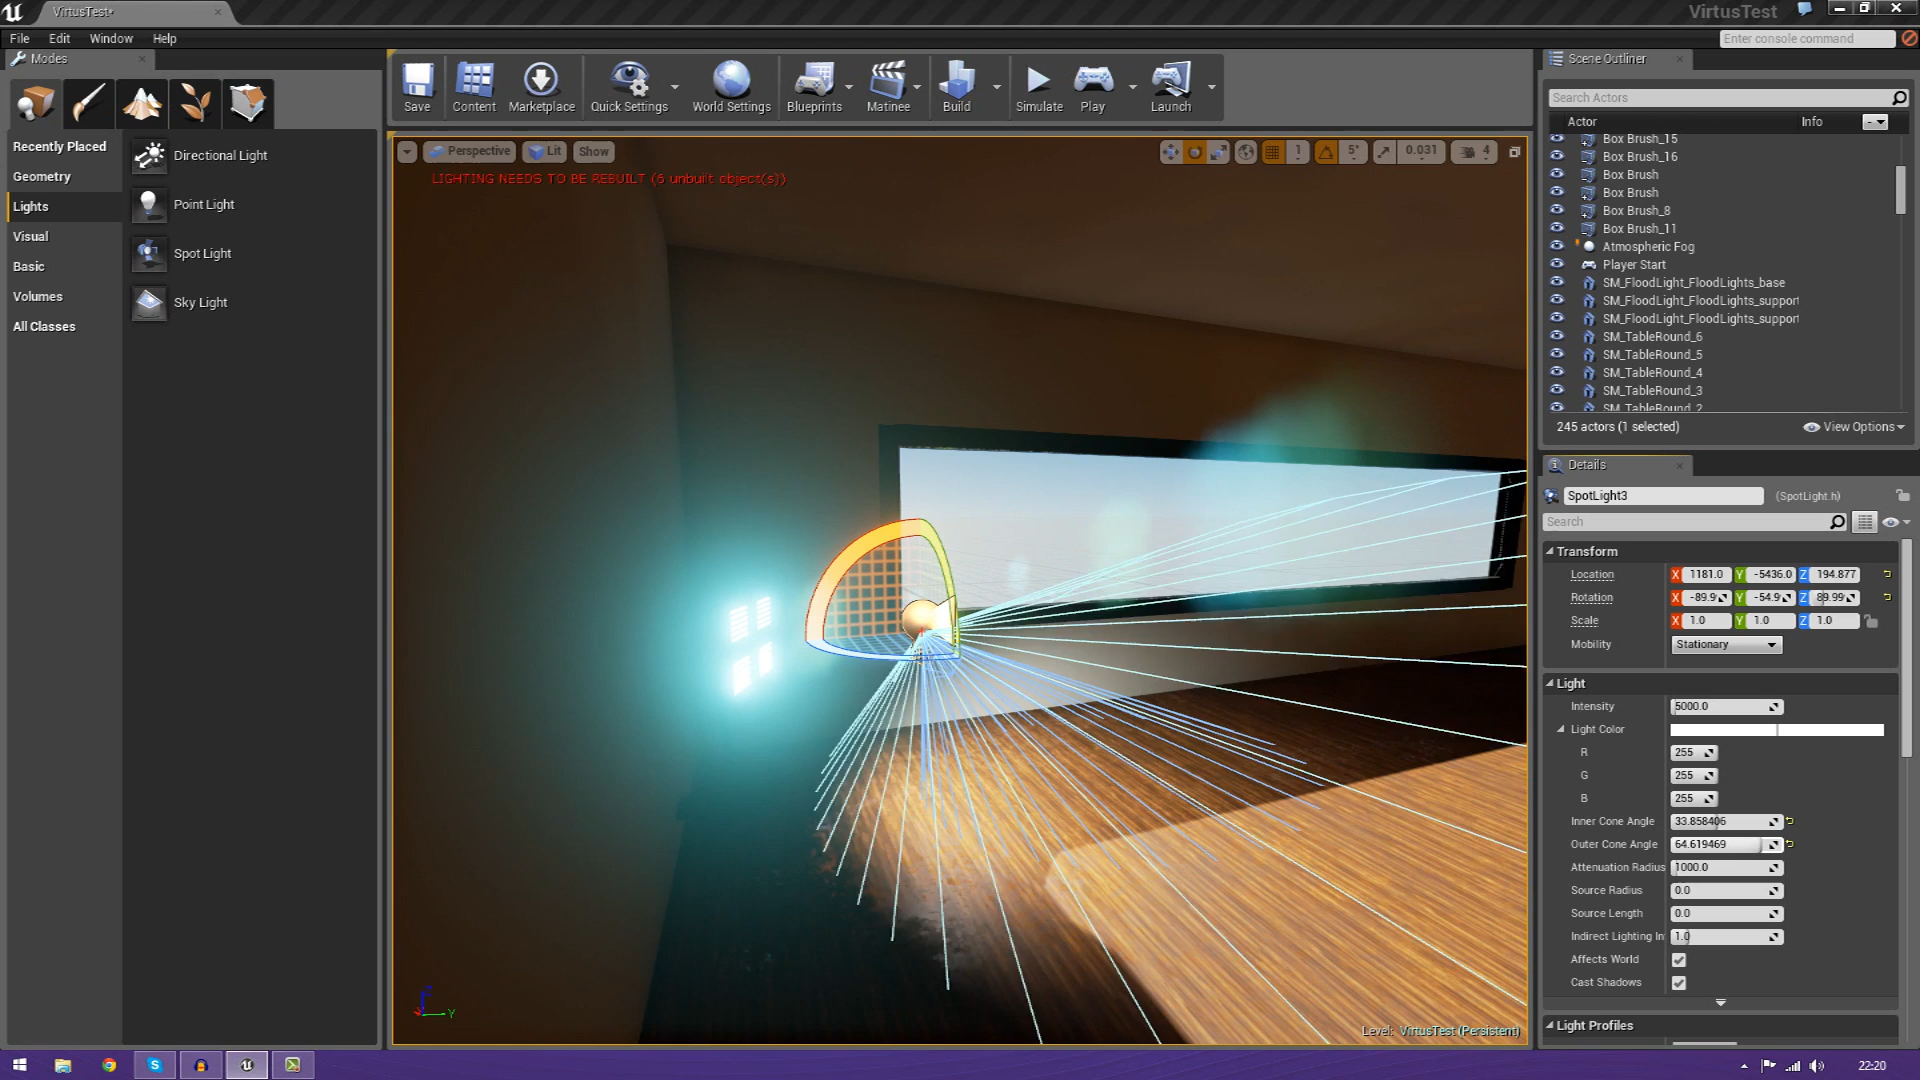 VirtusTest*
VirtusTest
File Edit Window Help
Enter console command
Modes
Save
Content
Marketplace
Quick Settings
World Settings
Blueprints
Matinee
Build
Simulate
Play
Launch
Recently Placed
Geometry
Lights
Visual
Basic
Volumes
All Classes
Directional Light
Point Light
Spot Light
Sky Light
Perspective
Lit
Show
1
5°
0.031
4
LIGHTING NEEDS TO BE REBUILT (6 unbuilt object(s))
Level: VirtusTest (Persistent)
Z
Y
Scene Outliner
Search Actors
Actor Info
Box Brush_15
Box Brush_16
Box Brush
Box Brush
Box Brush_8
Box Brush_11
Atmospheric Fog
Player Start
SM_FloodLight_FloodLights_base
SM_FloodLight_FloodLights_support
SM_FloodLight_FloodLights_support
SM_TableRound_6
SM_TableRound_5
SM_TableRound_4
SM_TableRound_3
SM_TableRound_2
245 actors (1 selected)
View Options
Details
SpotLight3 (SpotLight.h)
Search
Transform
Location X 1181.0 Y -5436.0 Z 194.877
Rotation X -89.9 Y -54.9 Z 89.99
Scale X 1.0 Y 1.0 Z 1.0
Mobility Stationary
Light
Intensity 5000.0
Light Color
R 255
G 255
B 255
Inner Cone Angle 33.858406
Outer Cone Angle 64.619469
Attenuation Radius 1000.0
Source Radius 0.0
Source Length 0.0
Indirect Lighting In 1.0
Affects World
Cast Shadows
Light Profiles
22:20